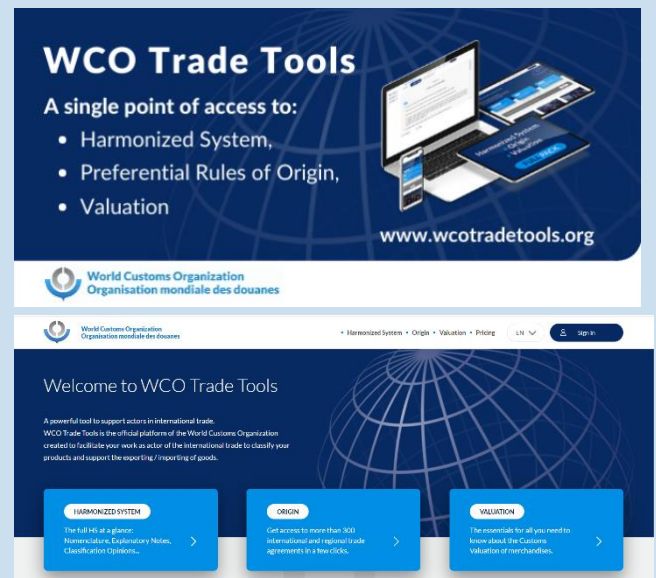 WCO Trade Tools
A single point of access to:
• Harmonized System,
• Preferential Rules of Origin,
• Valuation
Harmonized System
• Origin
• Valuation
www.wcotradetools.org
World Customs Organization
Organisation mondiale des douanes
World Customs Organization
Organisation mondiale des douanes
• Harmonized System • Origin • Valuation • Pricing
EN
Sign In
Welcome to WCO Trade Tools
A powerful tool to support actors in international trade.
WCO Trade Tools is the official platform of the World Customs Organization
created to facilitate your work as actor of the international trade to classify your
products and support the exporting / importing of goods.
HARMONIZED SYSTEM
The full HS at a glance:
Nomenclature, Explanatory Notes,
Classification Opinions...
ORIGIN
Get access to more than 300
international and regional trade
agreements in a few clicks.
VALUATION
The essentials for all you need to
know about the Customs
Valuation of merchandises.